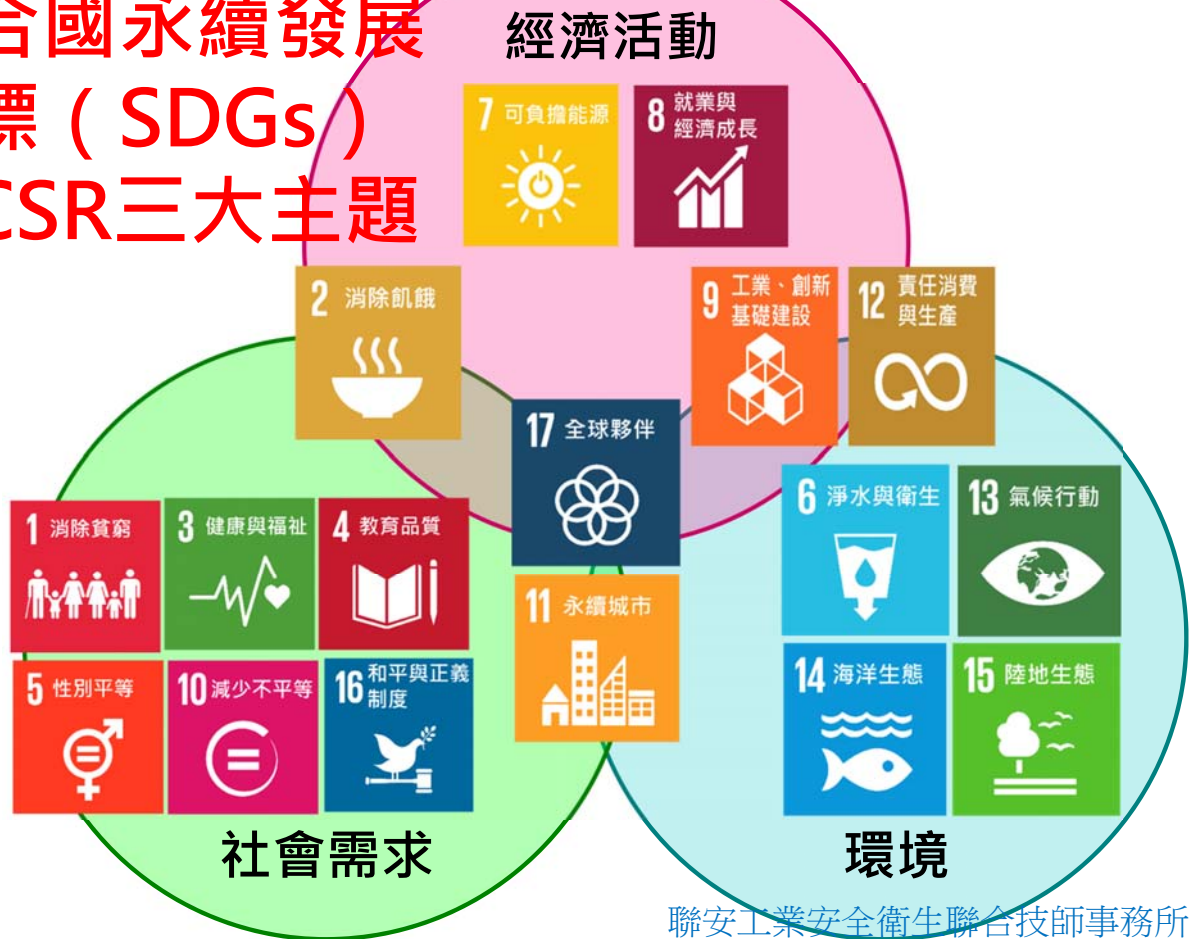 合國永續發展
標（SDGs）
CSR三大主題
經濟活動
7 可負擔能源
8 就業與
經濟成長
2 消除飢餓
9 工業、創新
基礎建設
12 責任消費
與生產
17 全球夥伴
1 消除貧窮
3 健康與福祉
4 教育品質
11 永續城市
6 淨水與衛生
13 氣候行動
5 性別平等
10 減少不平等
16 和平與正義
制度
14 海洋生態
15 陸地生態
社會需求
環境
聯安工業安全衛生聯合技師事務所